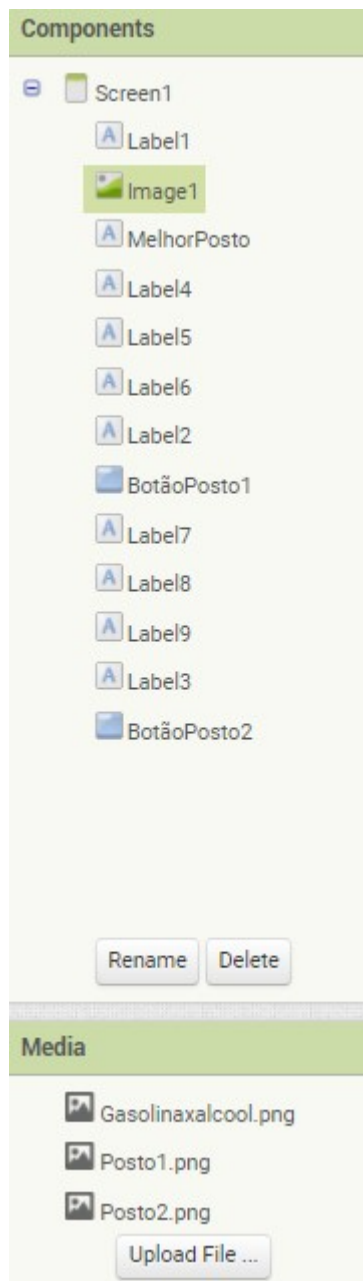 Components
Screen1
Label1
Image1
MelhorPosto
Label4
Label5
Label6
Label2
BotãoPosto1
Label7
Label8
Label9
Label3
BotãoPosto2
Rename Delete
Media
Gasolinaxalcool.png
Posto1.png
Posto2.png
Upload File ...